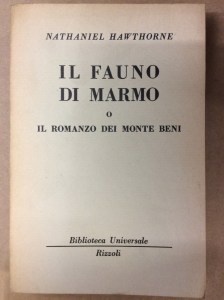 NATHANIEL HAWTHORNE
IL FAUNO
DI MARMO
O
IL ROMANZO DEI MONTE BENI
Biblioteca Universale
Rizzoli